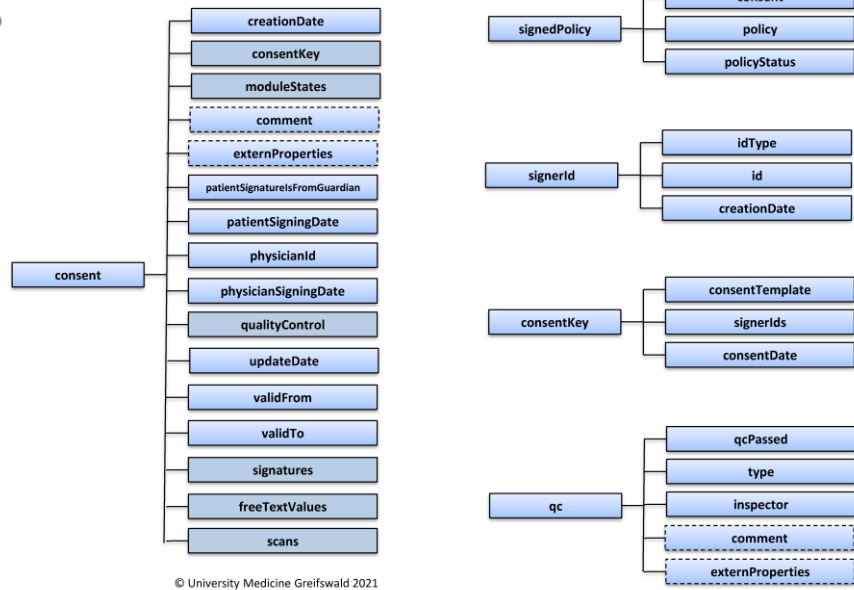 consent
creationDate
consentKey
moduleStates
comment
externProperties
patientSignatureIsFromGuardian
patientSigningDate
physicianId
physicianSigningDate
qualityControl
updateDate
validFrom
validTo
signatures
freeTextValues
scans
© University Medicine Greifswald 2021
signedPolicy
consent
policy
policyStatus
signerId
idType
id
creationDate
consentKey
consentTemplate
signerIds
consentDate
qc
qcPassed
type
inspector
comment
externProperties